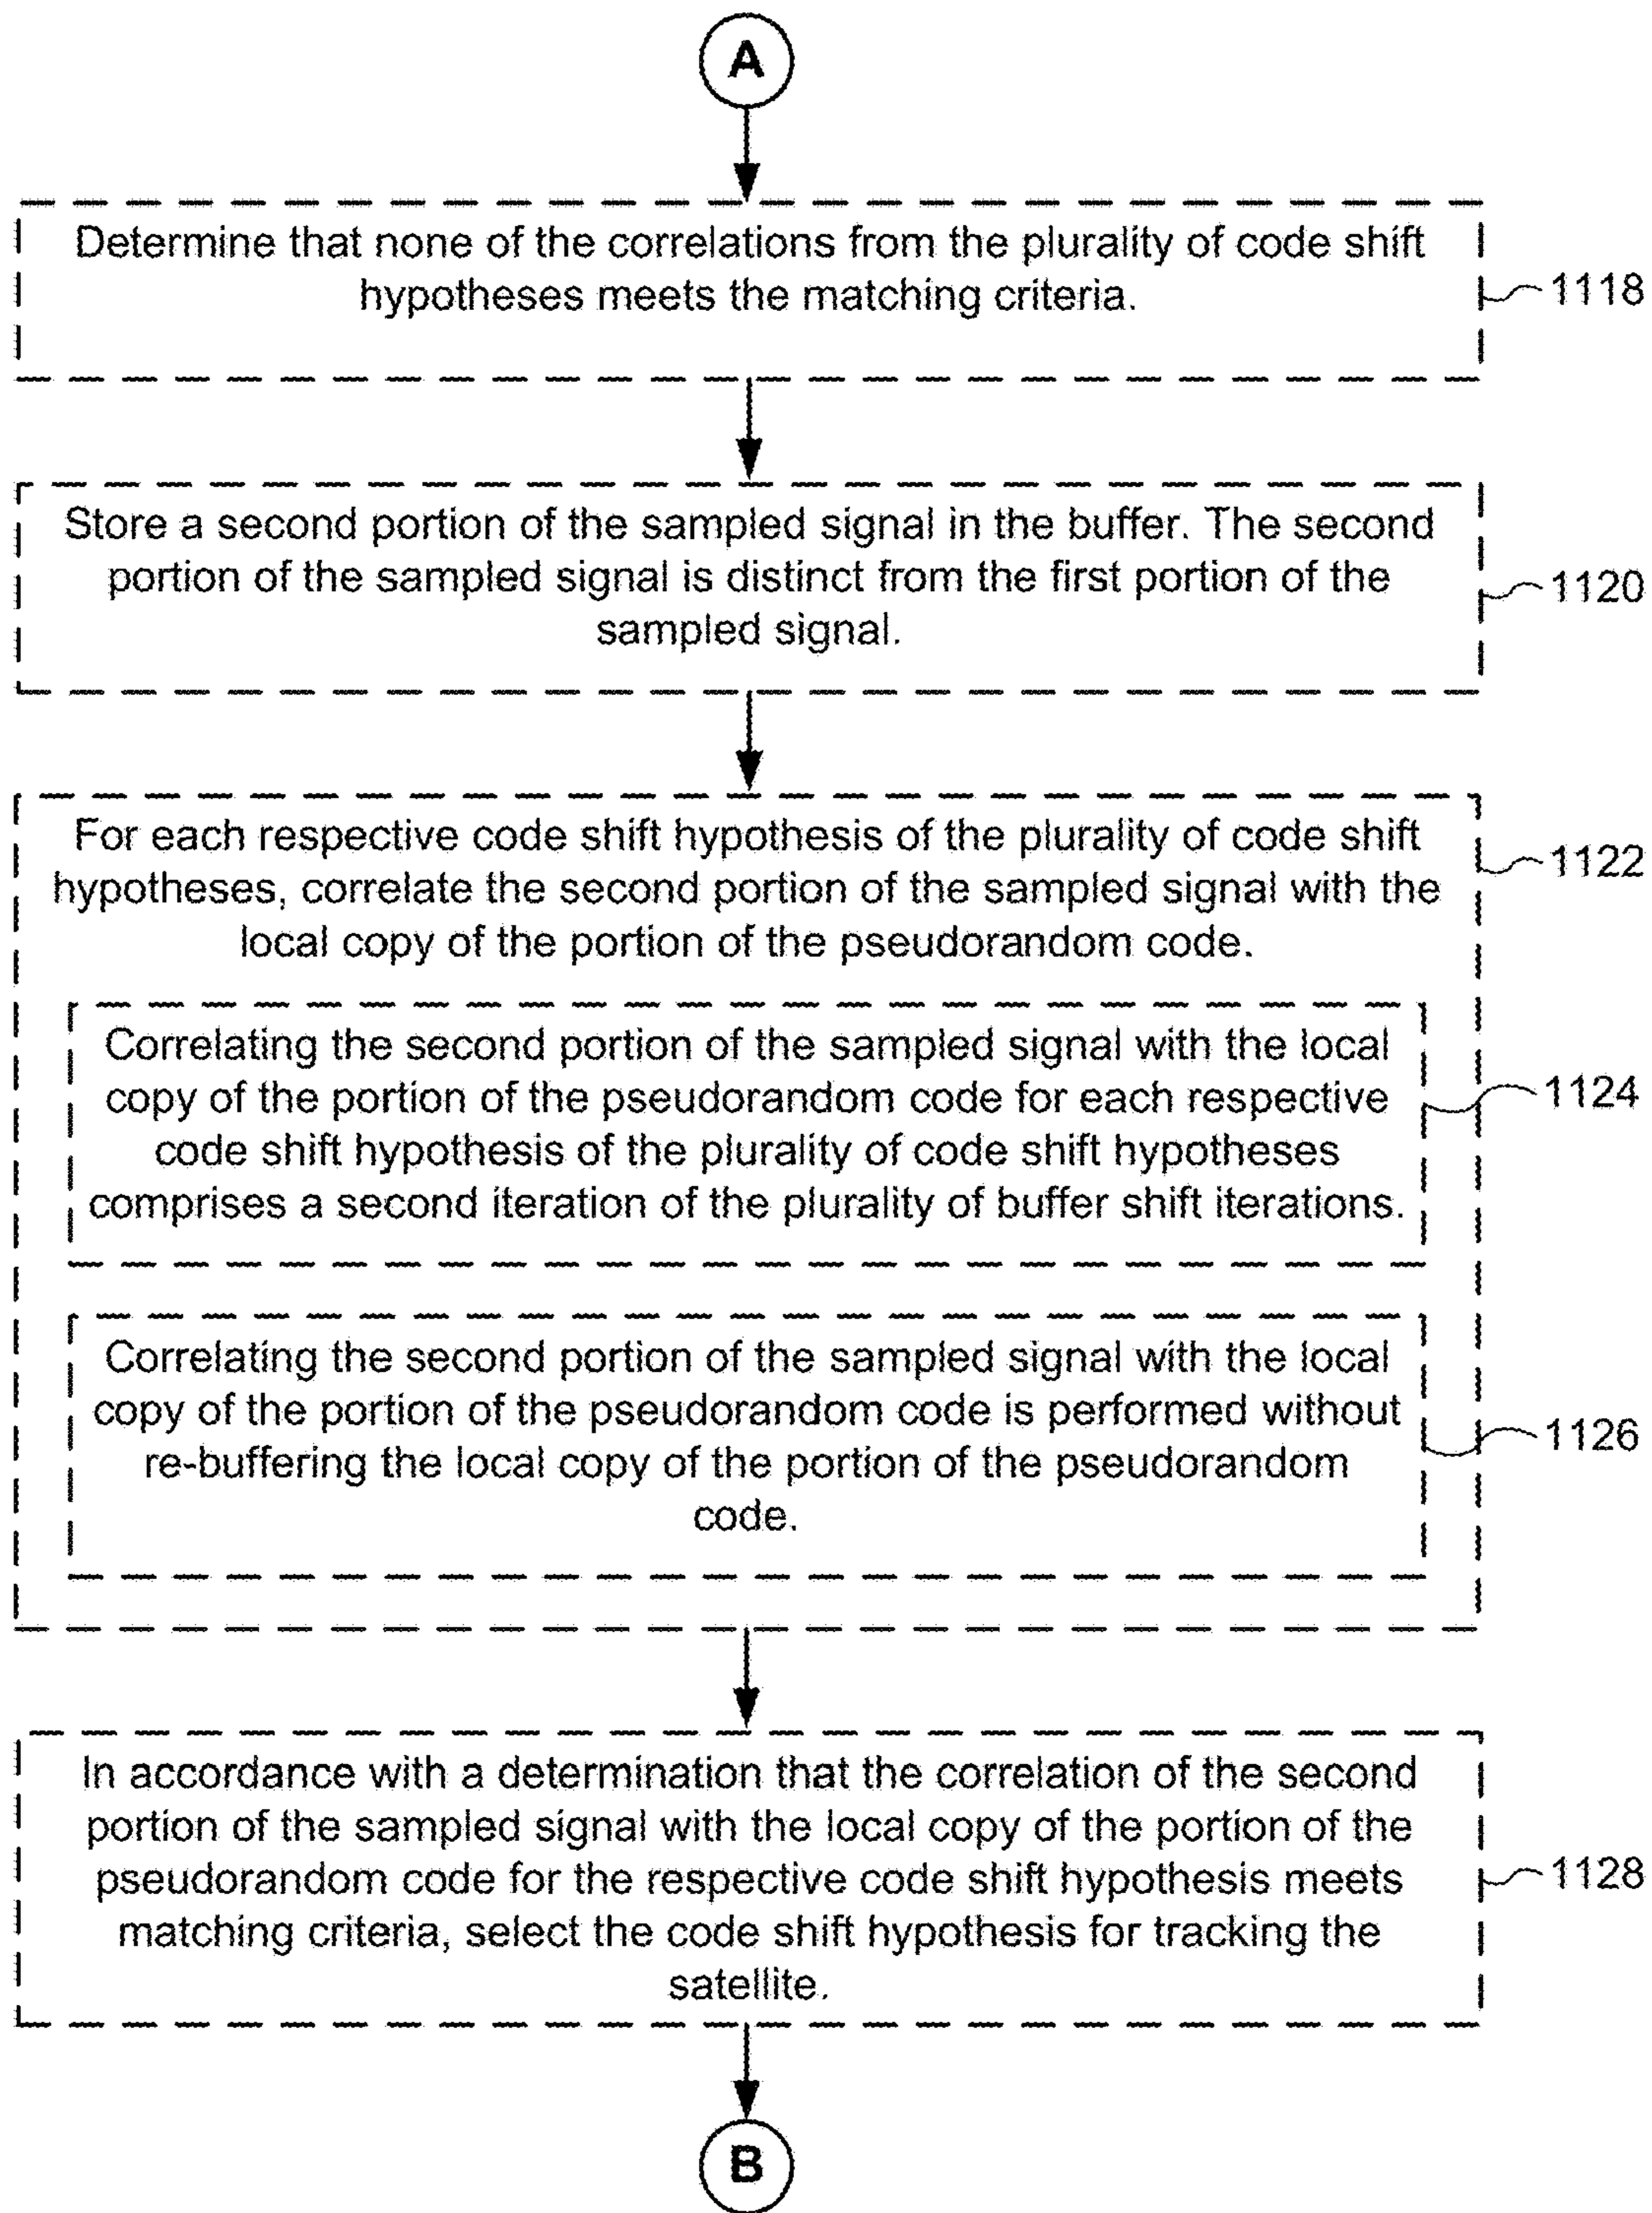 A
Determine that none of the correlations from the plurality of code shift
hypotheses meets the matching criteria.
1118
Store a second portion of the sampled signal in the buffer. The second
portion of the sampled signal is distinct from the first portion of the
sampled signal.
1120
For each respective code shift hypothesis of the plurality of code shift
hypotheses, correlate the second portion of the sampled signal with the
local copy of the portion of the pseudorandom code.
1122
Correlating the second portion of the sampled signal with the local
copy of the portion of the pseudorandom code for each respective
code shift hypothesis of the plurality of code shift hypotheses
comprises a second iteration of the plurality of buffer shift iterations.
1124
Correlating the second portion of the sampled signal with the local
copy of the portion of the pseudorandom code is performed without
re-buffering the local copy of the portion of the pseudorandom
code.
1126
In accordance with a determination that the correlation of the second
portion of the sampled signal with the local copy of the portion of the
pseudorandom code for the respective code shift hypothesis meets
matching criteria, select the code shift hypothesis for tracking the
satellite.
1128
B